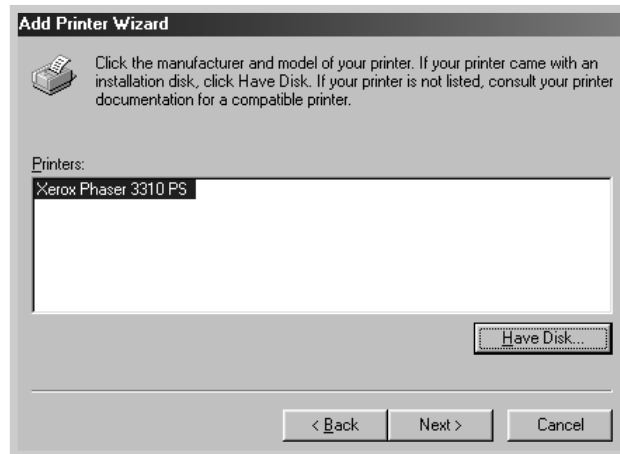 Add Printer Wizard
Click the manufacturer and model of your printer. If your printer came with an
installation disk, click Have Disk. If your printer is not listed, consult your printer
documentation for a compatible printer.
Printers:
Xerox Phaser 3310 PS
Have Disk...
< Back Next > Cancel